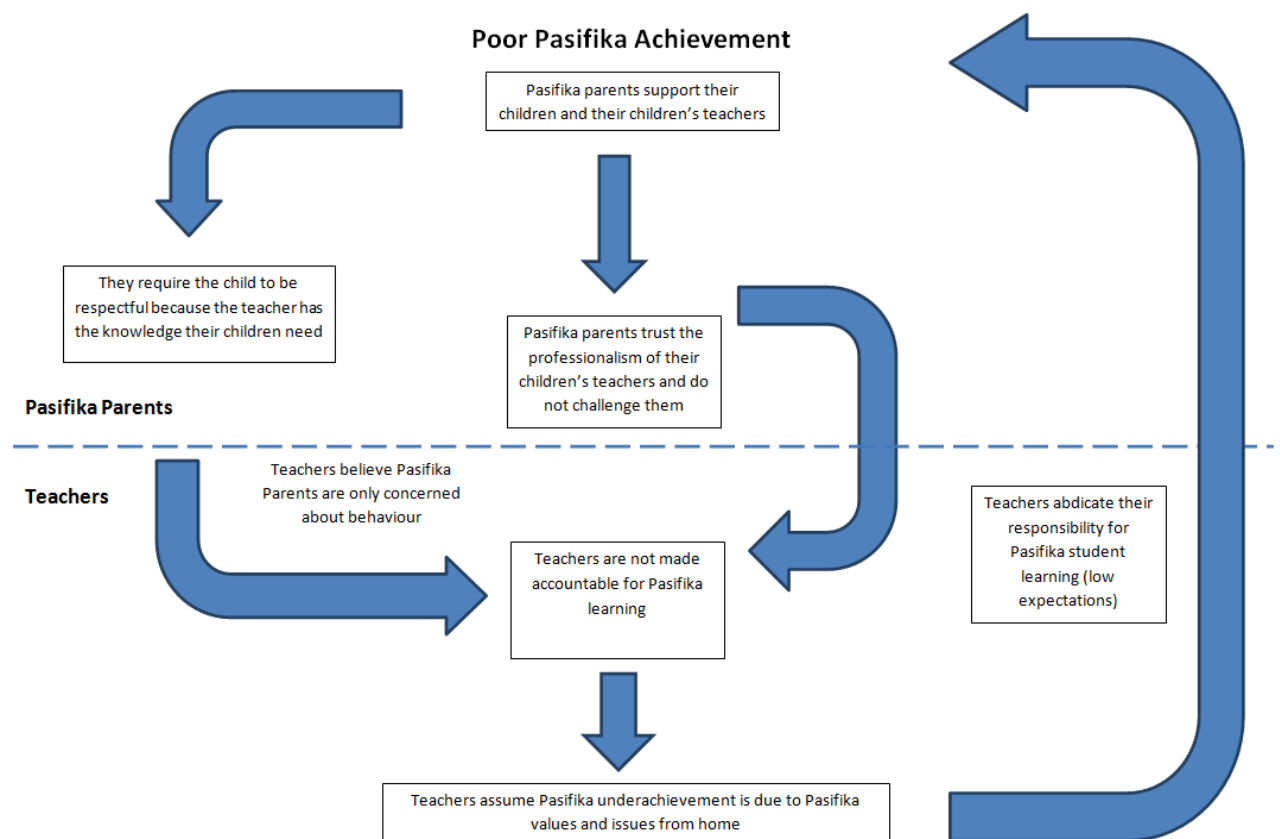 Poor Pasifika Achievement
Pasifika parents support their
children and their children’s teachers
They require the child to be
respectful because the teacher has
the knowledge their children need
Pasifika parents trust the
professionalism of their
children’s teachers and do
not challenge them
Pasifika Parents
Teachers
Teachers believe Pasifika
Parents are only concerned
about behaviour
Teachers are not made
accountable for Pasifika
learning
Teachers abdicate their
responsibility for
Pasifika student
learning (low
expectations)
Teachers assume Pasifika underachievement is due to Pasifika
values and issues from home